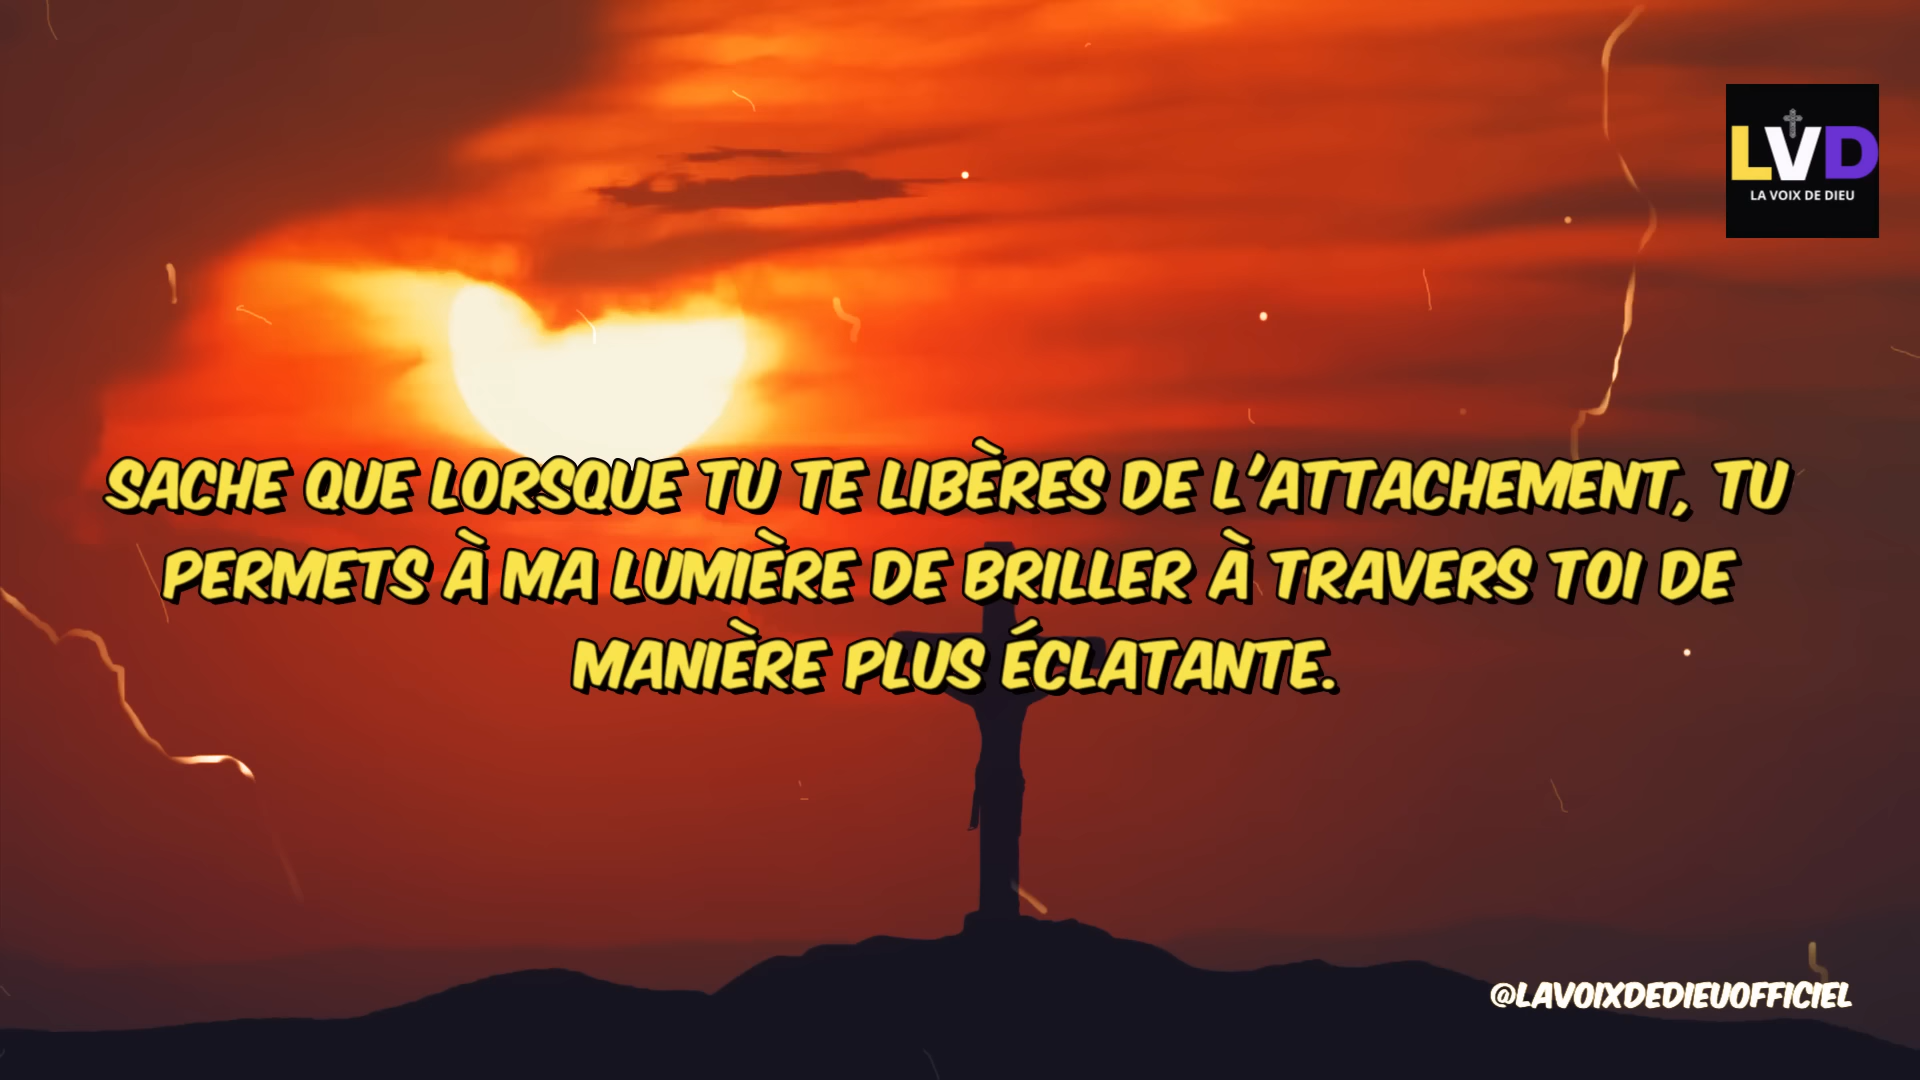 LVD
LA VOIX DE DIEU
SACHE QUE LORSQUE TU TE LIBÈRES DE L'ATTACHEMENT, TU
PERMETS À MA LUMIÈRE DE BRILLER À TRAVERS TOI DE
MANIÈRE PLUS ÉCLATANTE.
@LAVOIXDEDIEUOFFICIEL